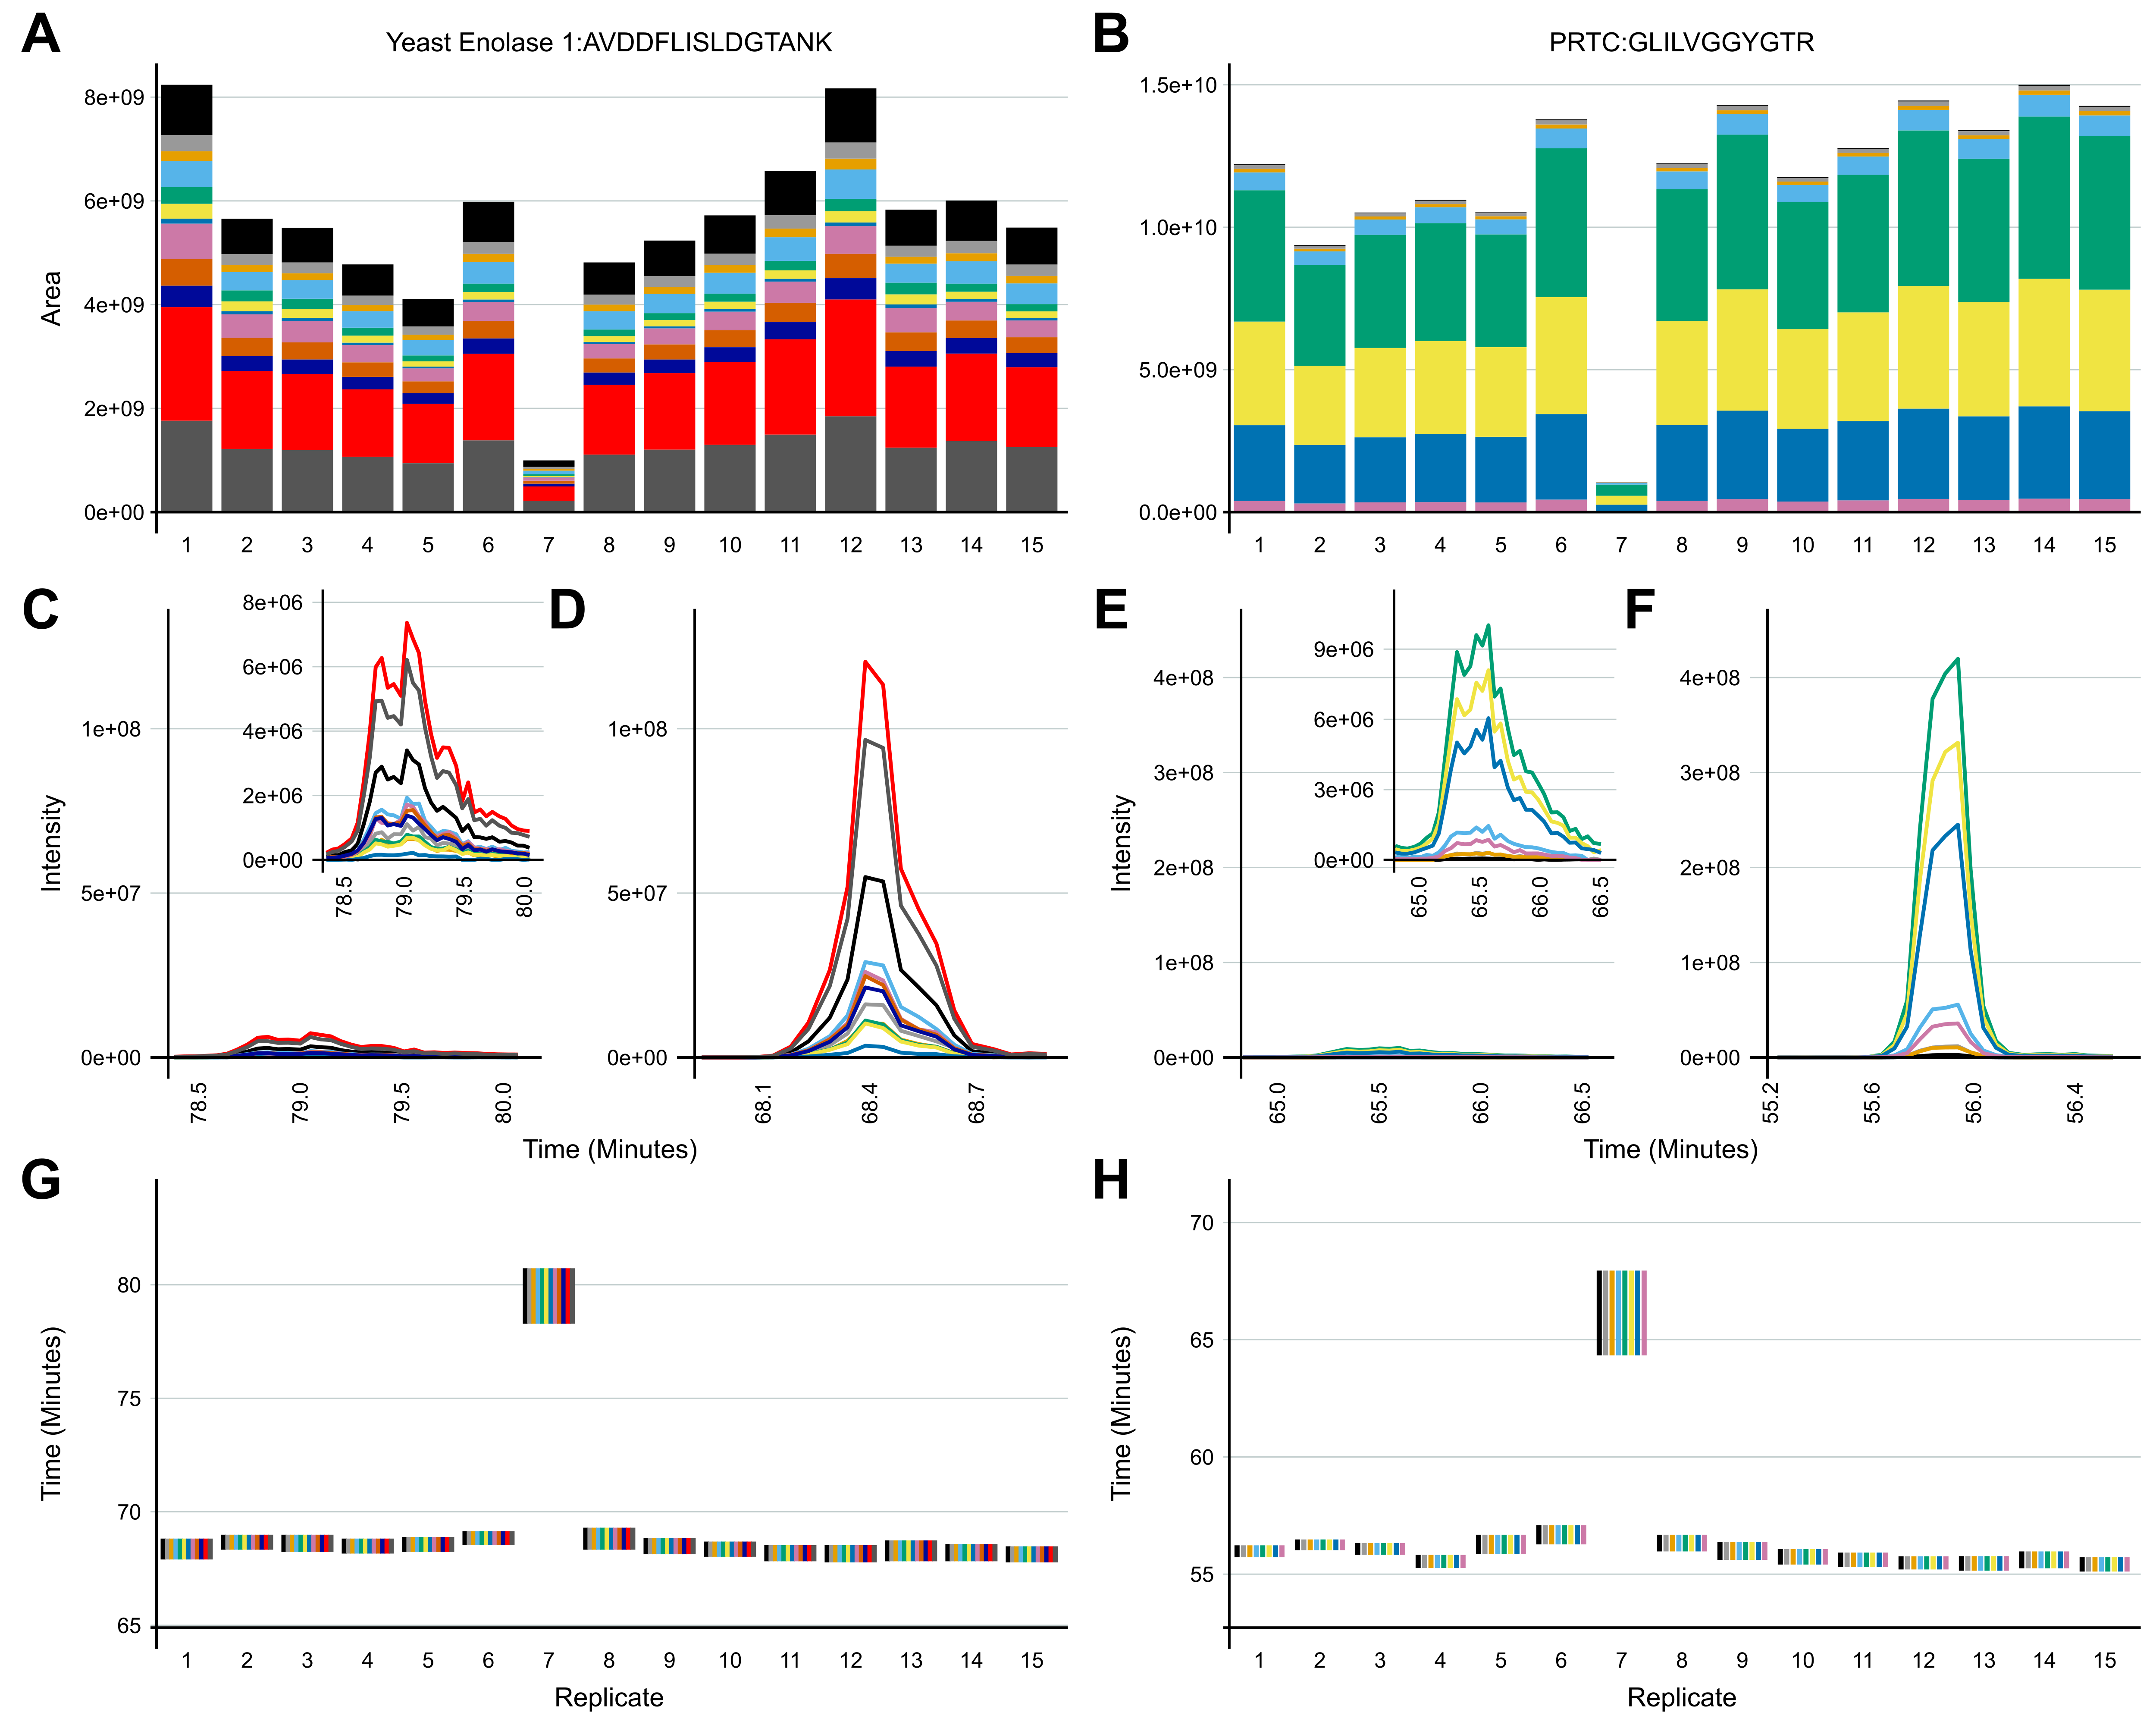 A
Yeast Enolase 1:AVDDFLISLDGTANK
Area
8e+09
6e+09
4e+09
2e+09
0e+00
1 2 3 4 5 6 7 8 9 10 11 12 13 14 15
B
PRTC:GLILVGGYGTR
1.5e+10
1.0e+10
5.0e+09
0.0e+00
1 2 3 4 5 6 7 8 9 10 11 12 13 14 15
C
Intensity
1e+08
5e+07
0e+00
78.5 79.0 79.5 80.0
8e+06
6e+06
4e+06
2e+06
0e+00
78.5 79.0 79.5 80.0
D
1e+08
5e+07
0e+00
68.1 68.4 68.7
Time (Minutes)
E
Intensity
4e+08
3e+08
2e+08
1e+08
0e+00
65.0 65.5 66.0 66.5
9e+06
6e+06
3e+06
0e+00
65.0 65.5 66.0 66.5
F
4e+08
3e+08
2e+08
1e+08
0e+00
55.2 55.6 56.0 56.4
Time (Minutes)
G
Time (Minutes)
80
75
70
65
1 2 3 4 5 6 7 8 9 10 11 12 13 14 15
Replicate
H
Time (Minutes)
70
65
60
55
1 2 3 4 5 6 7 8 9 10 11 12 13 14 15
Replicate